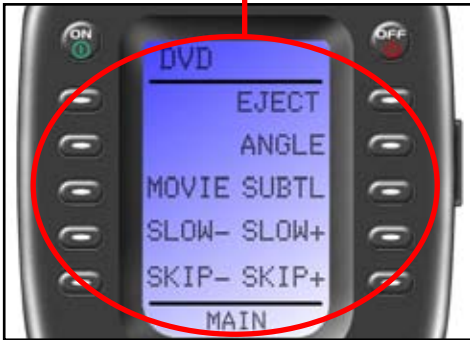 ON OFF
DVD
EJECT
ANGLE
MOVIE SUBTL
SLOW- SLOW+
SKIP- SKIP+
MAIN